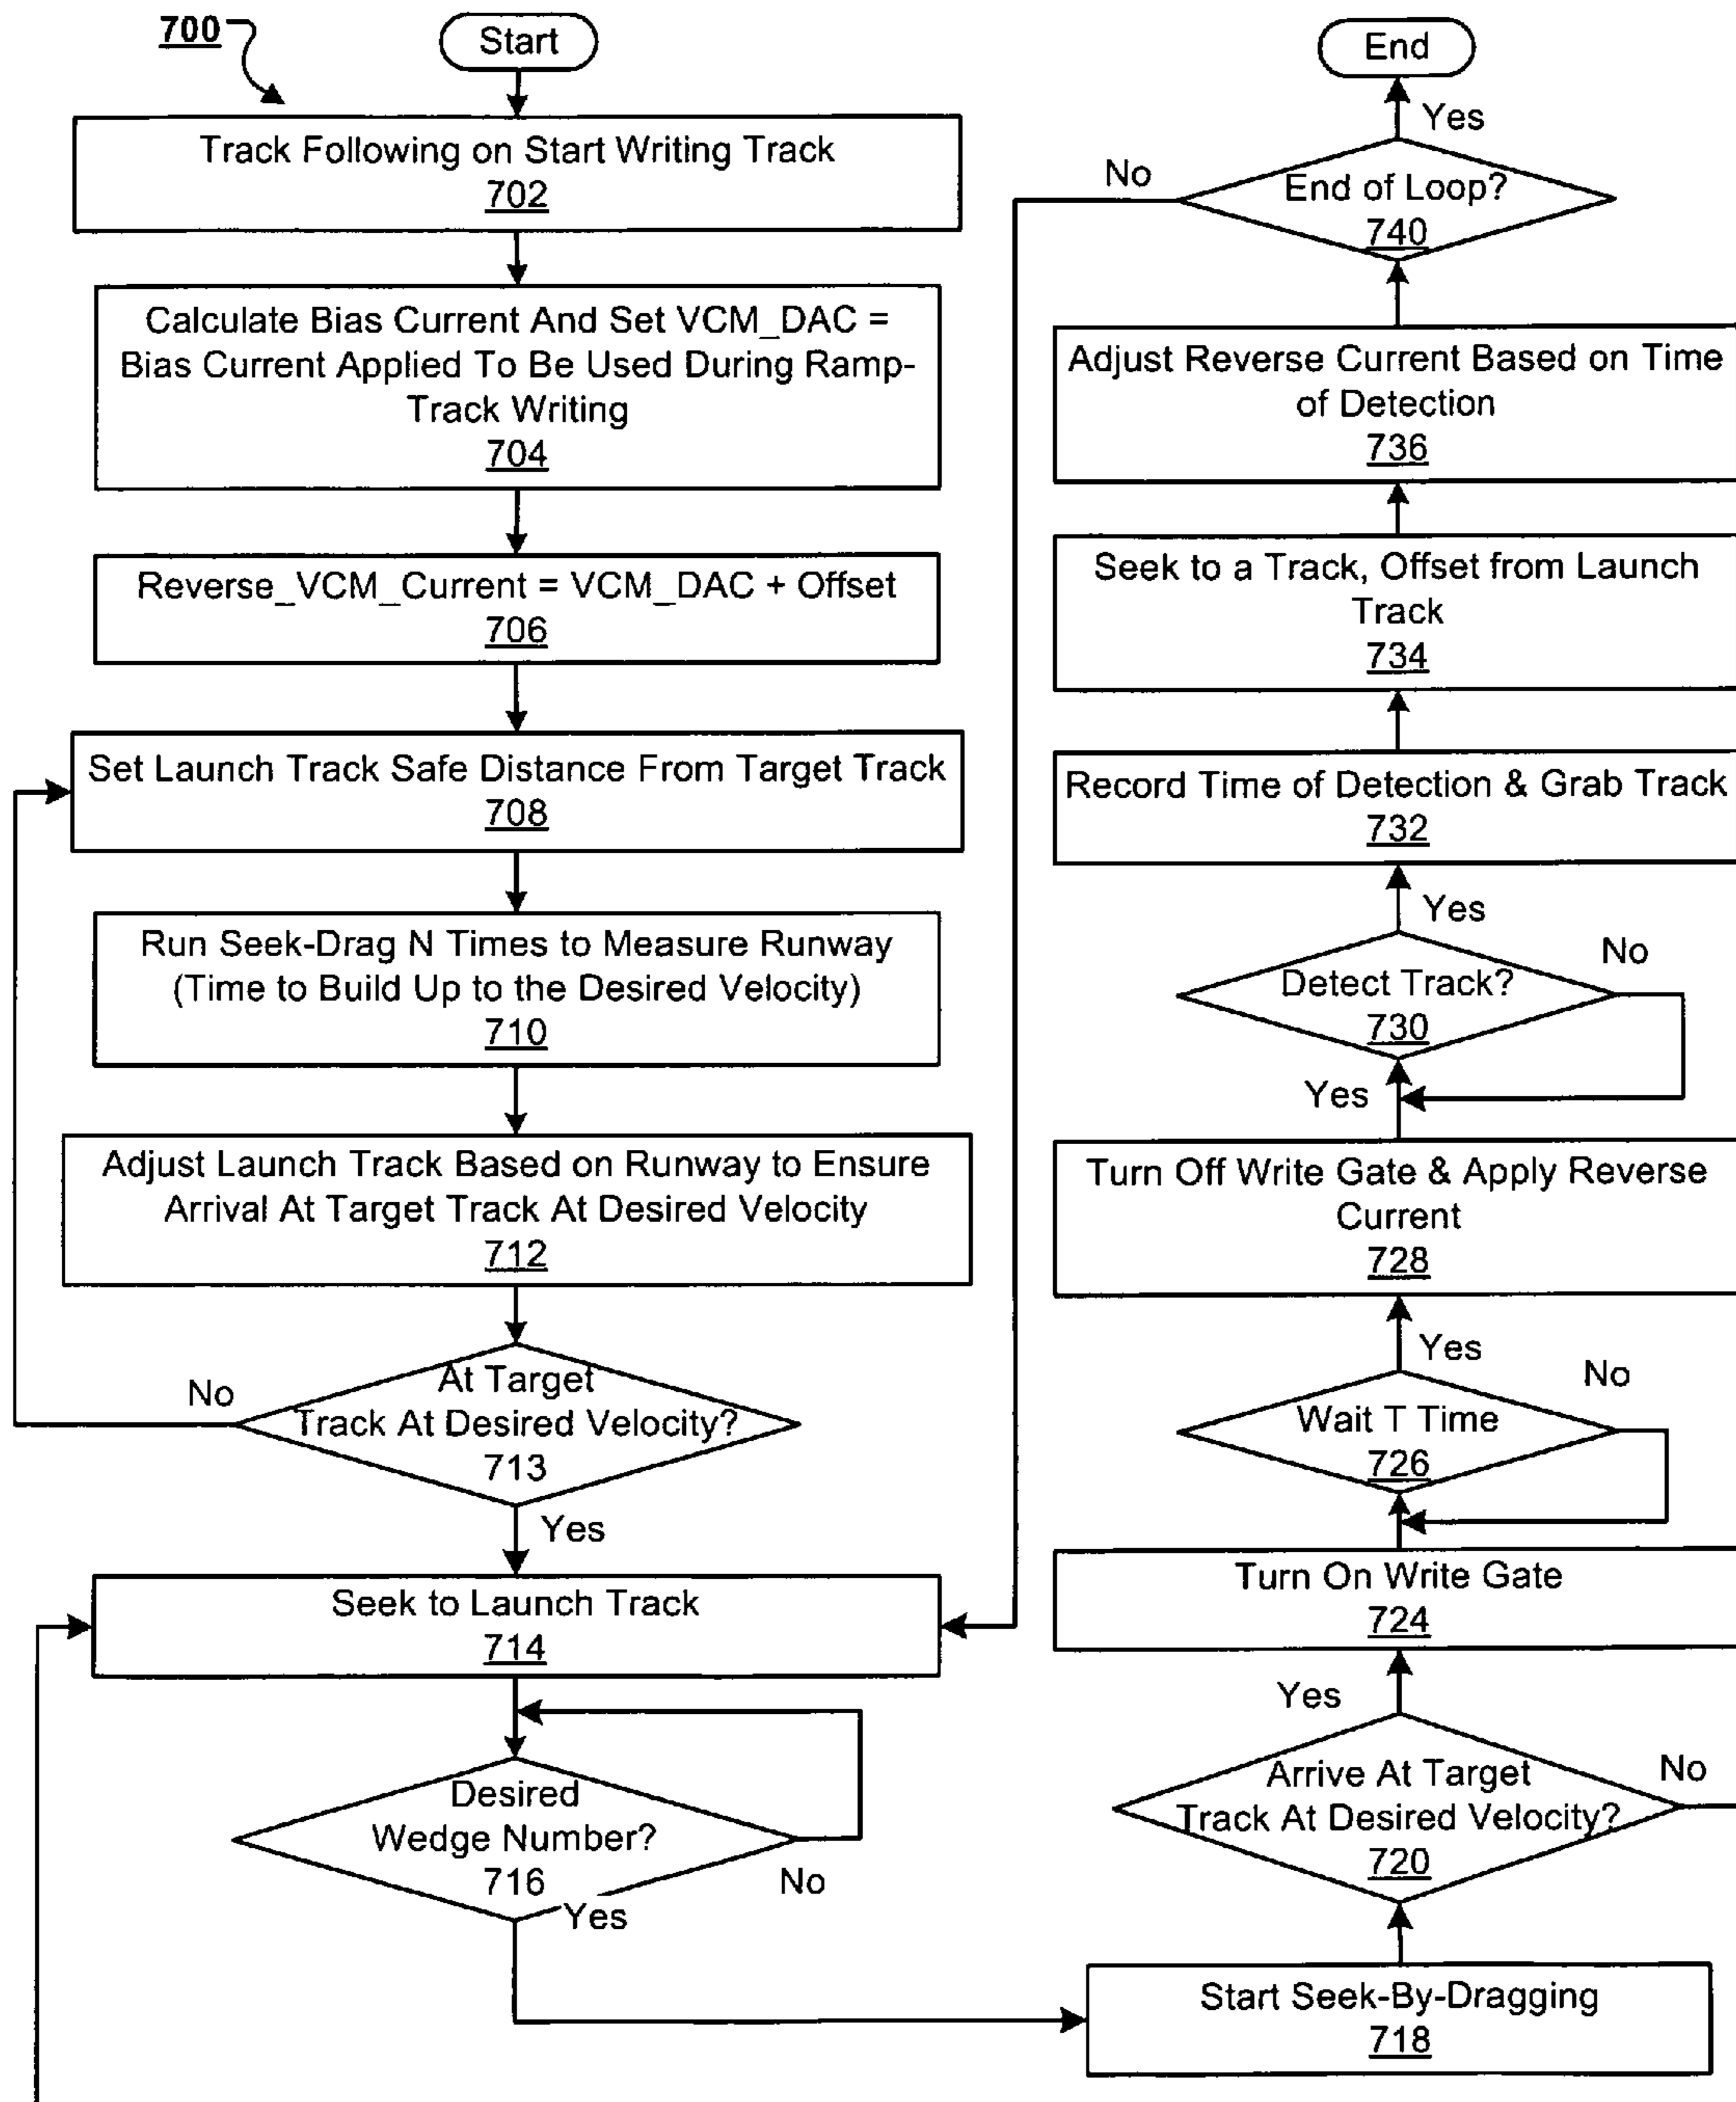 700
Start
Track Following on Start Writing Track
702
Calculate Bias Current And Set VCM_DAC =
Bias Current Applied To Be Used During Ramp-
Track Writing
704
Reverse_VCM_Current = VCM_DAC + Offset
706
Set Launch Track Safe Distance From Target Track
708
Run Seek-Drag N Times to Measure Runway
(Time to Build Up to the Desired Velocity)
710
Adjust Launch Track Based on Runway to Ensure
Arrival At Target Track At Desired Velocity
712
At Target
Track At Desired Velocity?
713
No
Yes
Seek to Launch Track
714
Desired
Wedge Number?
716
No
Yes
Start Seek-By-Dragging
718
Arrive At Target
Track At Desired Velocity?
720
No
Yes
Turn On Write Gate
724
Wait T Time
726
No
Yes
Turn Off Write Gate & Apply Reverse
Current
728
Yes
Detect Track?
730
No
Yes
Record Time of Detection & Grab Track
732
Seek to a Track, Offset from Launch
Track
734
Adjust Reverse Current Based on Time
of Detection
736
End of Loop?
740
No
Yes
End